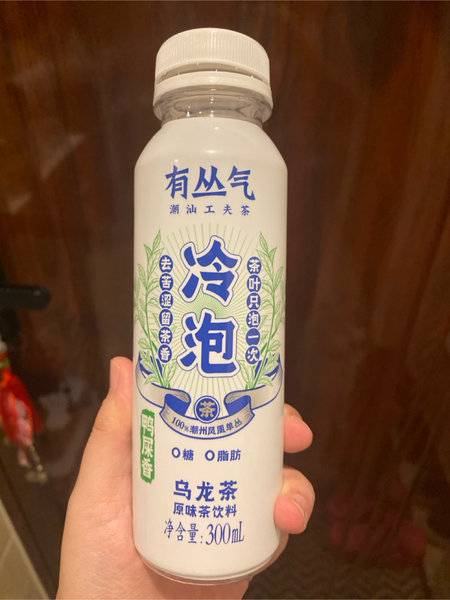 有丛气
潮汕工夫茶
冷泡
去苦涩留茶香
茶叶只泡一次
茶
100%潮州凤凰单丛
鸭屎香
0糖 0脂肪
乌龙茶
原味茶饮料
净含量:300mL